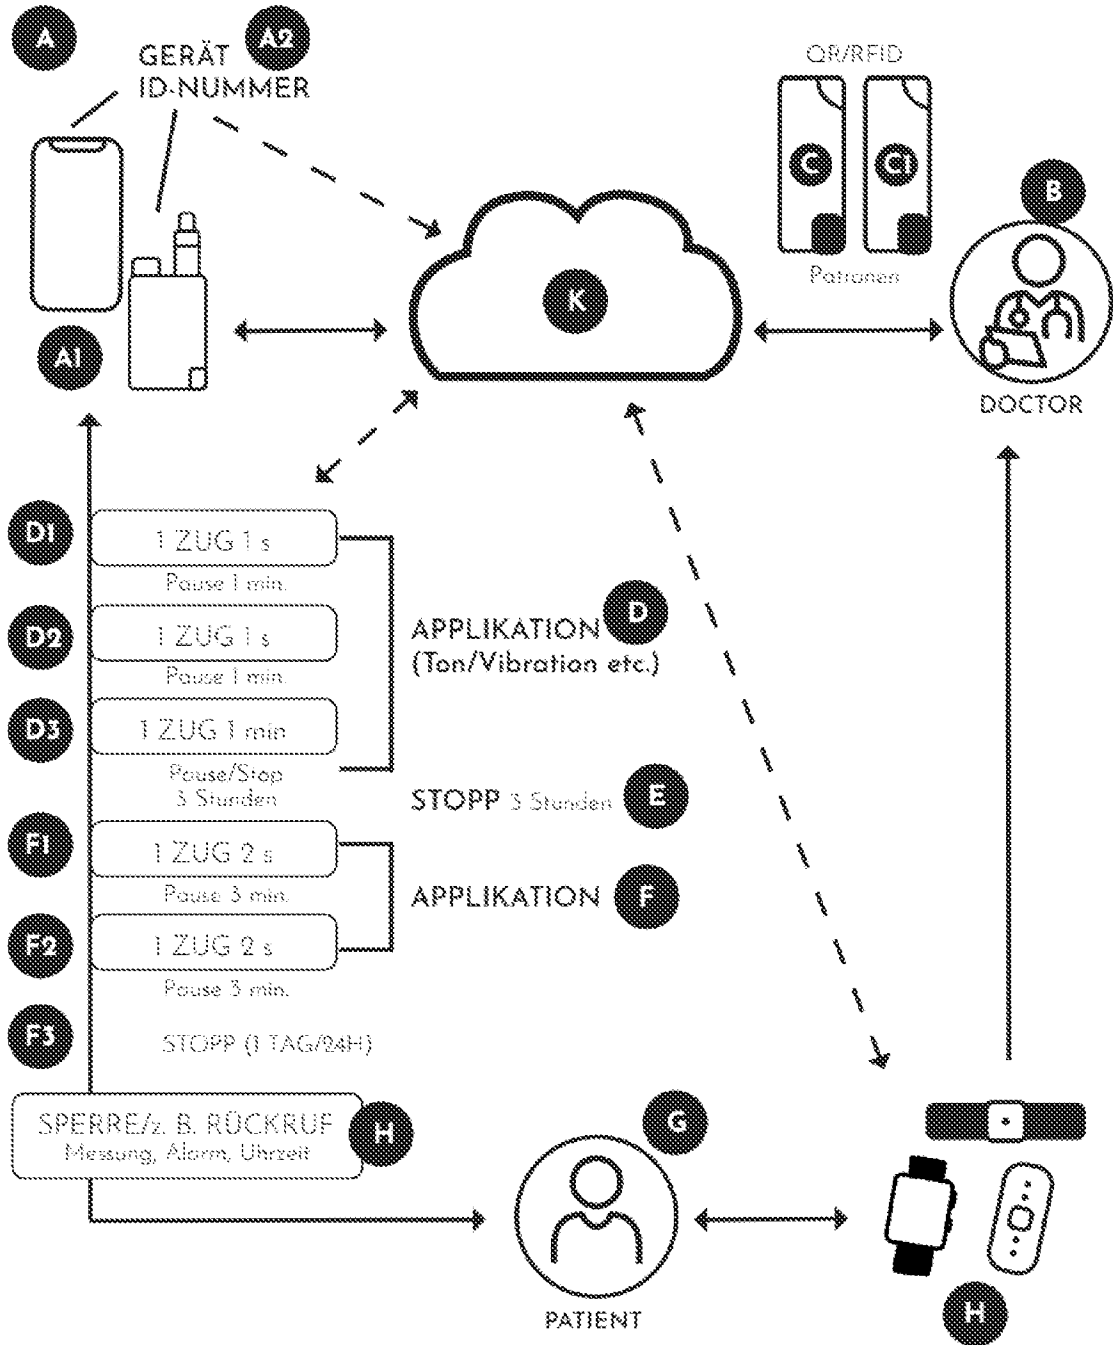 A
GERÄT
ID-NUMMER
A2
QR/RFID
C
C1
B
Patronen
K
A1
DOCTOR
D1
1 ZUG 1 s
Pause 1 min.
D2
1 ZUG 1 s
Pause 1 min.
APPLIKATION
(Ton/Vibration etc.)
D
D3
1 ZUG 1 min
Pause/Stop
3 Stunden
STOPP 3 Stunden
E
F1
1 ZUG 2 s
Pause 3 min.
APPLIKATION
F
F2
1 ZUG 2 s
Pause 3 min.
F3
STOPP (1 TAG/24H)
SPERRE/z. B. RÜCKRUF
Messung, Alarm, Uhrzeit
H
G
PATIENT
H